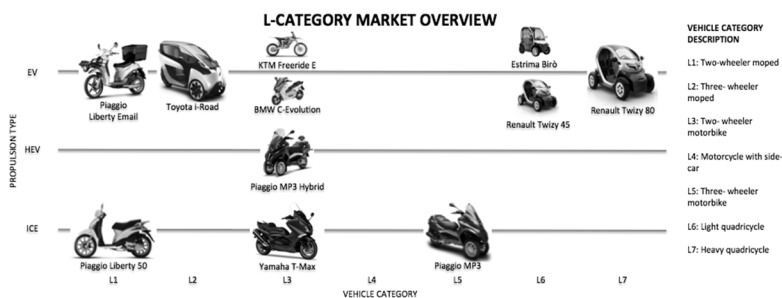 L-CATEGORY MARKET OVERVIEW
PROPULSION TYPE
EV
HEV
ICE
Piaggio
Liberty Email
Toyota i-Road
KTM Freeride E
BMW C-Evolution
Estrima Birò
Renault Twizy 45
Renault Twizy 80
Piaggio MP3 Hybrid
Piaggio Liberty 50
Yamaha T-Max
Piaggio MP3
L1
L2
L3
L4
L5
L6
L7
VEHICLE CATEGORY
VEHICLE CATEGORY
DESCRIPTION
L1: Two-wheeler moped
L2: Three- wheeler
moped
L3: Two- wheeler
motorbike
L4: Motorcycle with side-
car
L5: Three- wheeler
motorbike
L6: Light quadricycle
L7: Heavy quadricycle